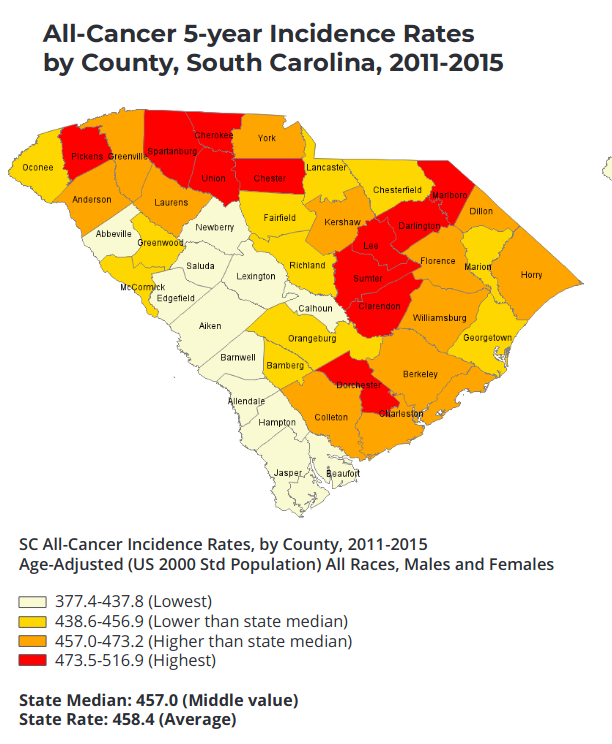 All-Cancer 5-year Incidence Rates
by County, South Carolina, 2011-2015
Cherokee
York
Spartanburg
Pickens
Greenville
Oconee
Union
Chester
Lancaster
Chesterfield
Marlboro
Anderson
Laurens
Dillon
Fairfield
Kershaw
Darlington
Abbeville
Newberry
Greenwood
Lee
Florence
Saluda
Richland
Marion
Lexington
Horry
Sumter
McCormick
Edgefield
Clarendon
Calhoun
Williamsburg
Aiken
Orangeburg
Georgetown
Barnwell
Bamberg
Berkeley
Dorchester
Allendale
Charleston
Colleton
Hampton
Jasper
Beaufort
SC All-Cancer Incidence Rates, by County, 2011-2015
Age-Adjusted (US 2000 Std Population) All Races, Males and Females
377.4-437.8 (Lowest)
438.6-456.9 (Lower than state median)
457.0-473.2 (Higher than state median)
473.5-516.9 (Highest)
State Median: 457.0 (Middle value)
State Rate: 458.4 (Average)